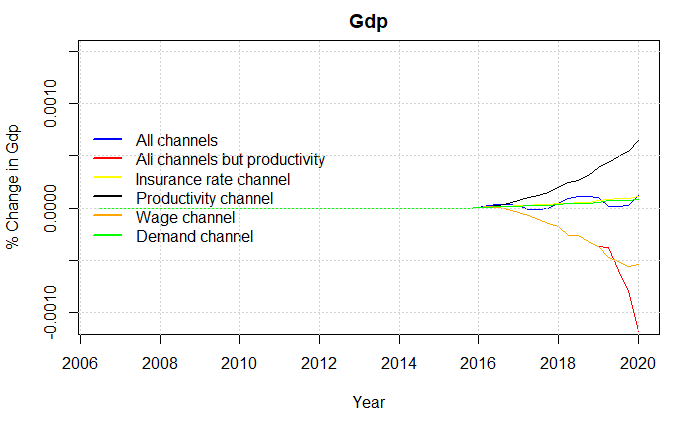 Gdp
% Change in Gdp
0.0010
0.0000
-0.0010
All channels
All channels but productivity
Insurance rate channel
Productivity channel
Wage channel
Demand channel
2006 2008 2010 2012 2014 2016 2018 2020
Year